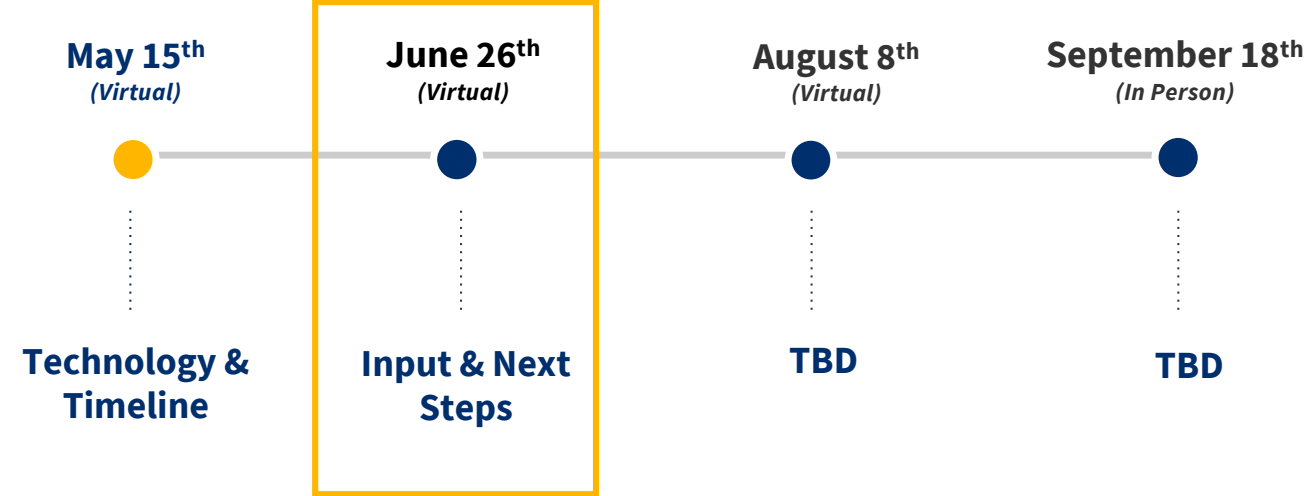 May 15th
(Virtual)
Technology &
Timeline
June 26th
(Virtual)
Input & Next
Steps
August 8th
(Virtual)
TBD
September 18th
(In Person)
TBD